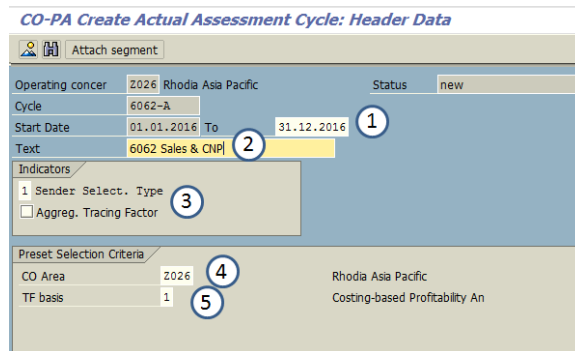 CO-PA Create Actual Assessment Cycle: Header Data
Attach segment
Operating concer Z026 Rhodia Asia Pacific Status new
Cycle 6062-A
Start Date 01.01.2016 To 31.12.2016 1
Text 6062 Sales & CNP 2
Indicators
1 Sender Select. Type
Aggreg. Tracing Factor 3
Preset Selection Criteria
CO Area Z026 4 Rhodia Asia Pacific
TF basis 1 5 Costing-based Profitability An